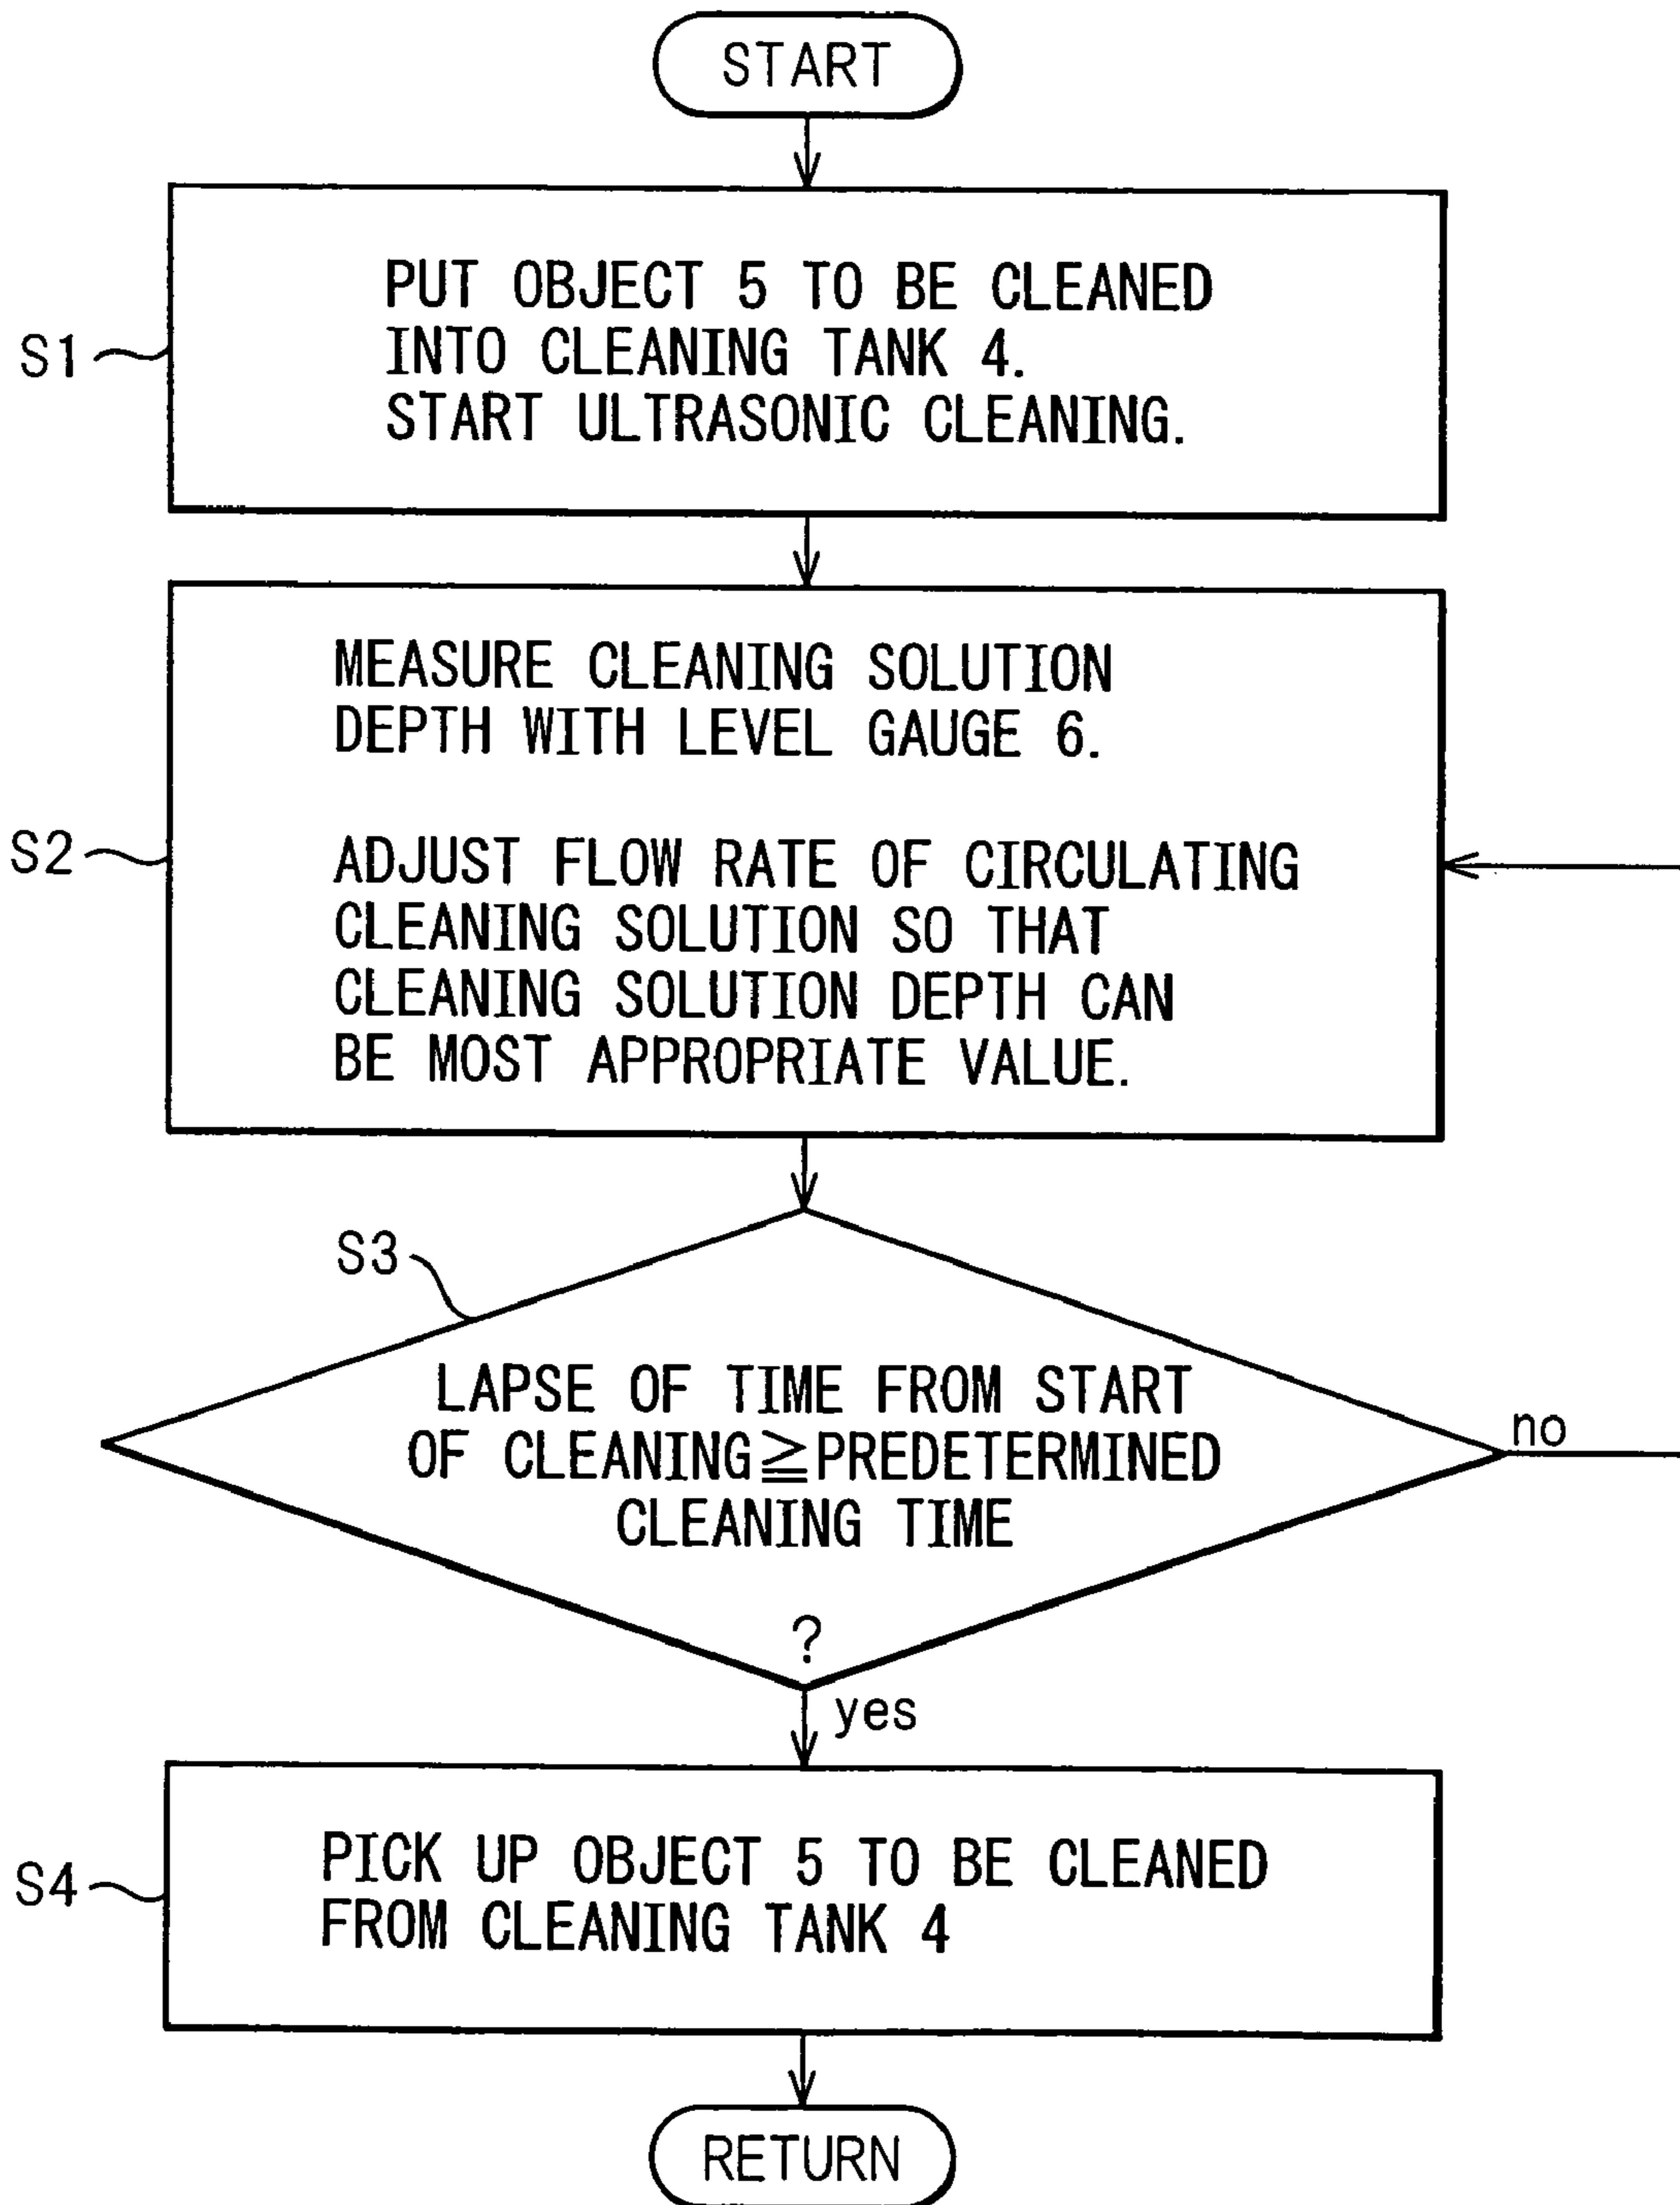 START
S1
PUT OBJECT 5 TO BE CLEANED
INTO CLEANING TANK 4.
START ULTRASONIC CLEANING.
S2
MEASURE CLEANING SOLUTION
DEPTH WITH LEVEL GAUGE 6.
ADJUST FLOW RATE OF CIRCULATING
CLEANING SOLUTION SO THAT
CLEANING SOLUTION DEPTH CAN
BE MOST APPROPRIATE VALUE.
S3
LAPSE OF TIME FROM START
OF CLEANING≧PREDETERMINED
CLEANING TIME
?
no
yes
S4
PICK UP OBJECT 5 TO BE CLEANED
FROM CLEANING TANK 4
RETURN